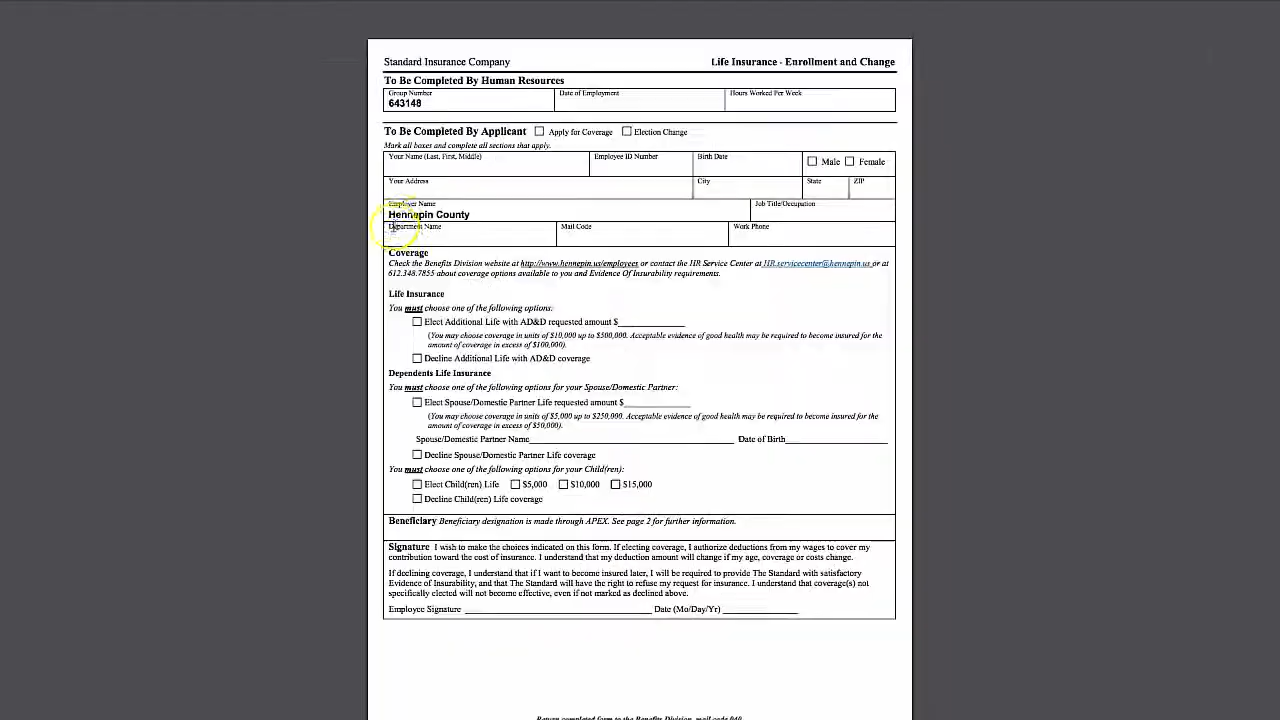 Standard Insurance Company
Life Insurance - Enrollment and Change
To Be Completed By Human Resources
Group Number
Date of Employment
Hours Worked Per Week
643148
To Be Completed By Applicant
Apply for Coverage
Election Change
Mark all boxes and complete all sections that apply.
Your Name (Last, First, Middle)
Employee ID Number
Birth Date
Male
Female
Your Address
City
State
ZIP
Employer Name
Job Title/Occupation
Hennepin County
Department Name
Mail Code
Work Phone
Coverage
Check the Benefits Division website at http://www.hennepin.us/employees or contact the HR Service Center at HR.servicecenter@hennepin.us or at
612.348.7855 about coverage options available to you and Evidence Of Insurability requirements.
Life Insurance
You must choose one of the following options:
Elect Additional Life with AD&D requested amount $
(You may choose coverage in units of $10,000 up to $500,000. Acceptable evidence of good health may be required to become insured for the
amount of coverage in excess of $100,000.)
Decline Additional Life with AD&D coverage
Dependents Life Insurance
You must choose one of the following options for your Spouse/Domestic Partner:
Elect Spouse/Domestic Partner Life requested amount $
(You may choose coverage in units of $5,000 up to $250,000. Acceptable evidence of good health may be required to become insured for the
amount of coverage in excess of $50,000).
Spouse/Domestic Partner Name
Date of Birth
Decline Spouse/Domestic Partner Life coverage
You must choose one of the following options for your Child(ren):
Elect Child(ren) Life
$5,000
$10,000
$15,000
Decline Child(ren) Life coverage
Beneficiary Beneficiary designation is made through APEX. See page 2 for further information.
Signature I wish to make the choices indicated on this form. If electing coverage, I authorize deductions from my wages to cover my
contribution toward the cost of insurance. I understand that my deduction amount will change if my age, coverage or costs change.
If declining coverage, I understand that if I want to become insured later, I will be required to provide The Standard with satisfactory
Evidence of Insurability, and that The Standard will have the right to refuse my request for insurance. I understand that coverage(s) not
specifically elected will not become effective, even if not marked as declined above.
Employee Signature
Date (Mo/Day/Yr)
Return completed form to the Benefits Division, mail code 040